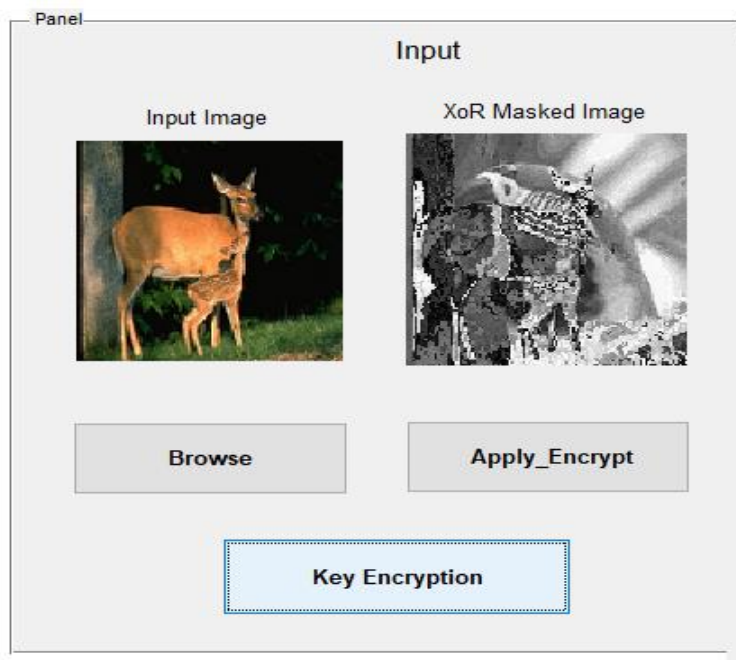 Panel
Input
Input Image
XoR Masked Image
Browse
Apply_Encrypt
Key Encryption